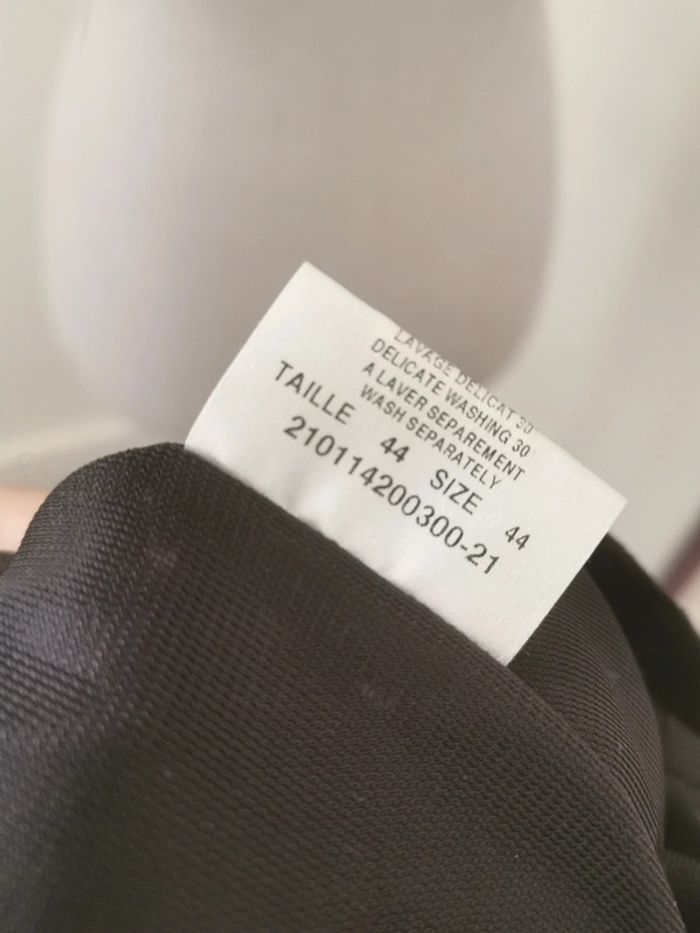 LAVAGE DELICAT 30
DELICATE WASHING 30°
A LAVER SEPAREMENT
WASH SEPARATELY
TAILLE 44 SIZE 44
210114200300-21